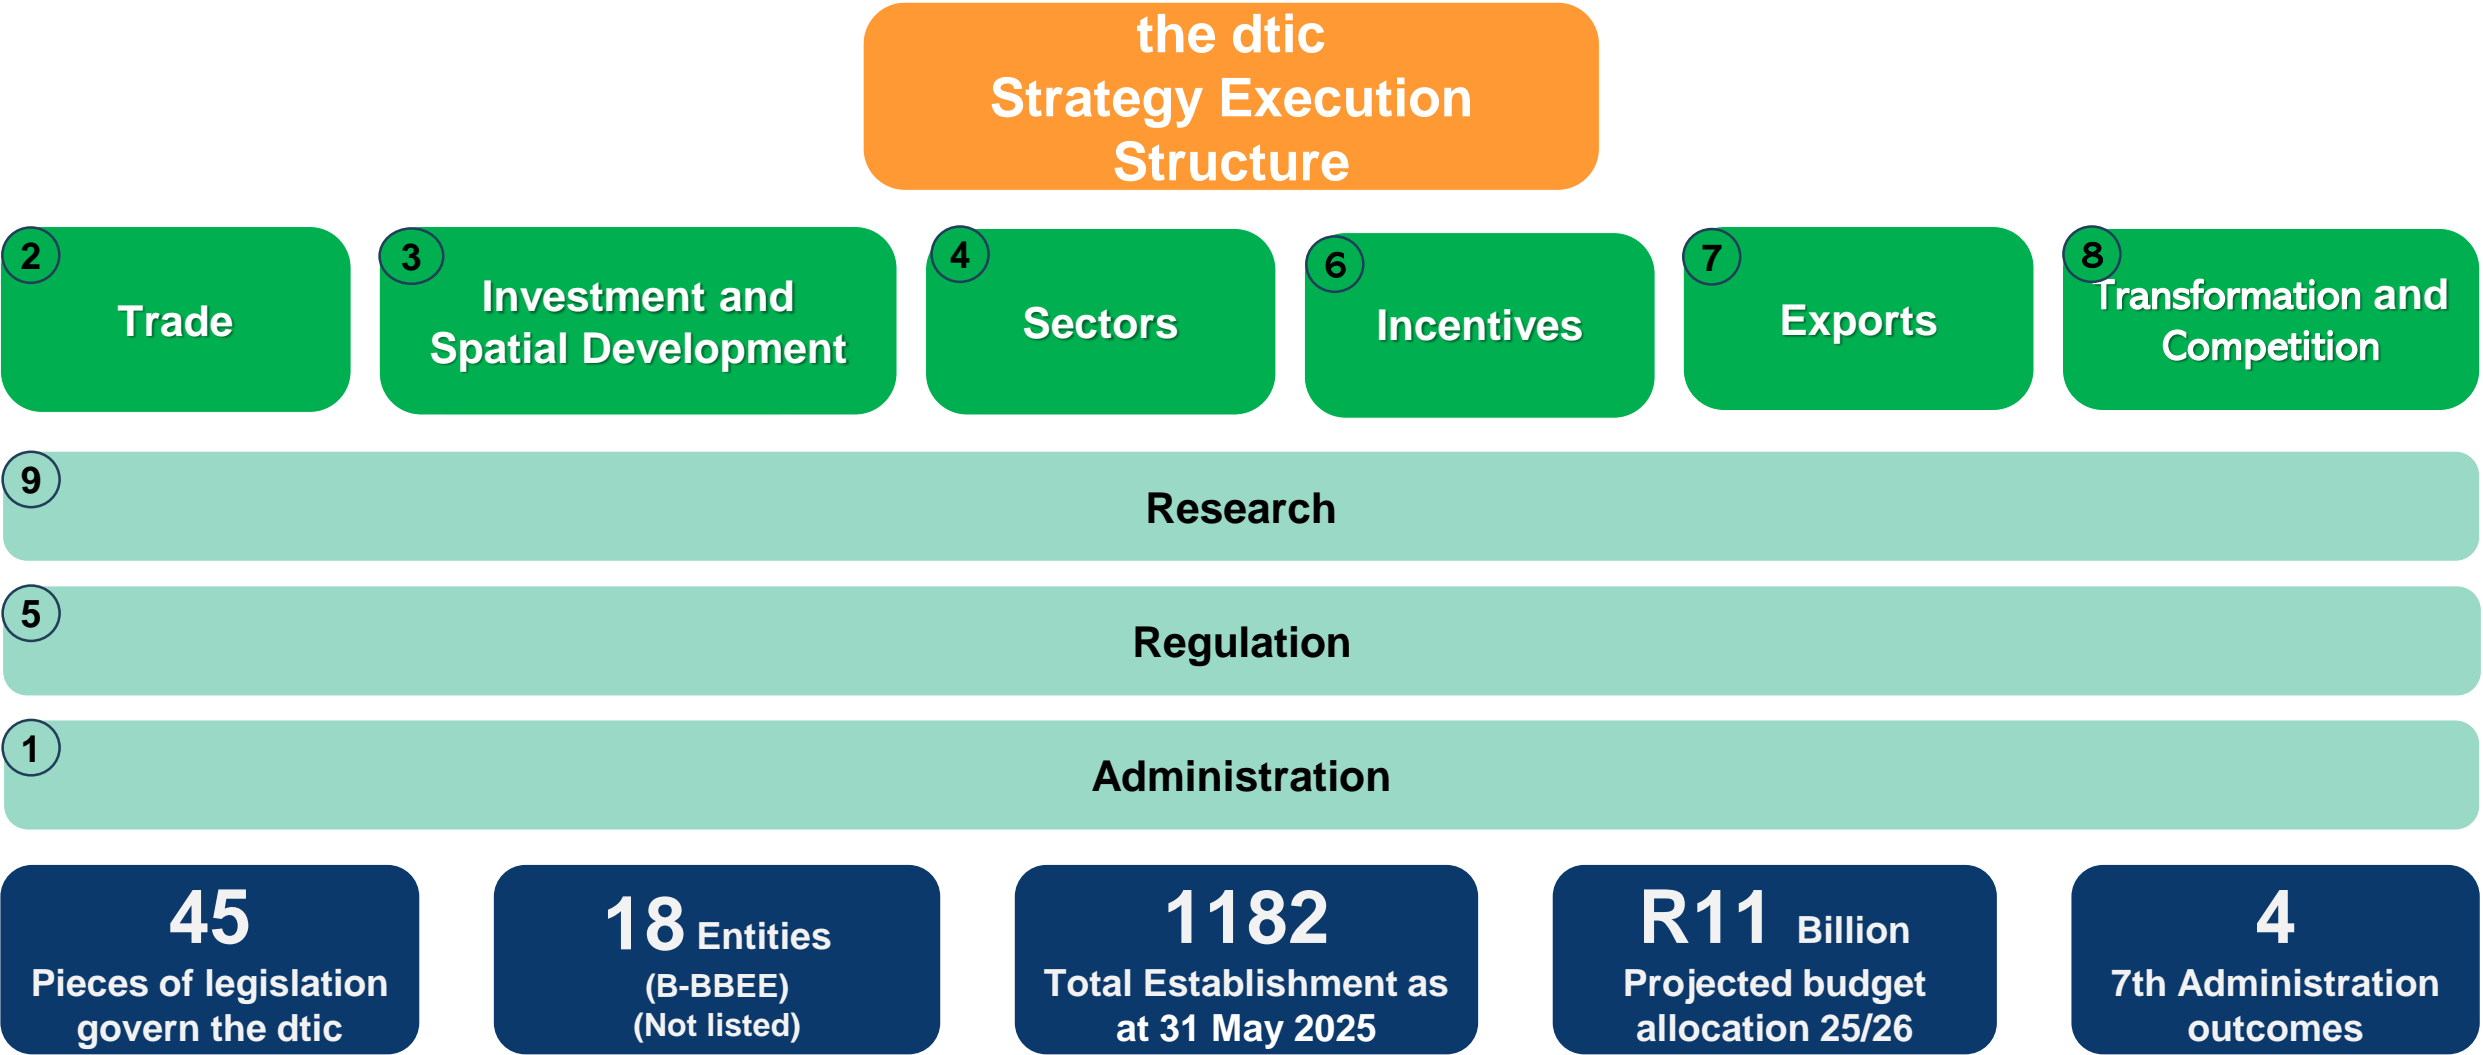 the dtic
Strategy Execution
Structure
2
Trade
3
Investment and
Spatial Development
4
Sectors
6
Incentives
7
Exports
8
Transformation and
Competition
9
Research
5
Regulation
1
Administration
45
Pieces of legislation
govern the dtic
18 Entities
(B-BBEE)
(Not listed)
1182
Total Establishment as
at 31 May 2025
R11 Billion
Projected budget
allocation 25/26
4
7th Administration
outcomes